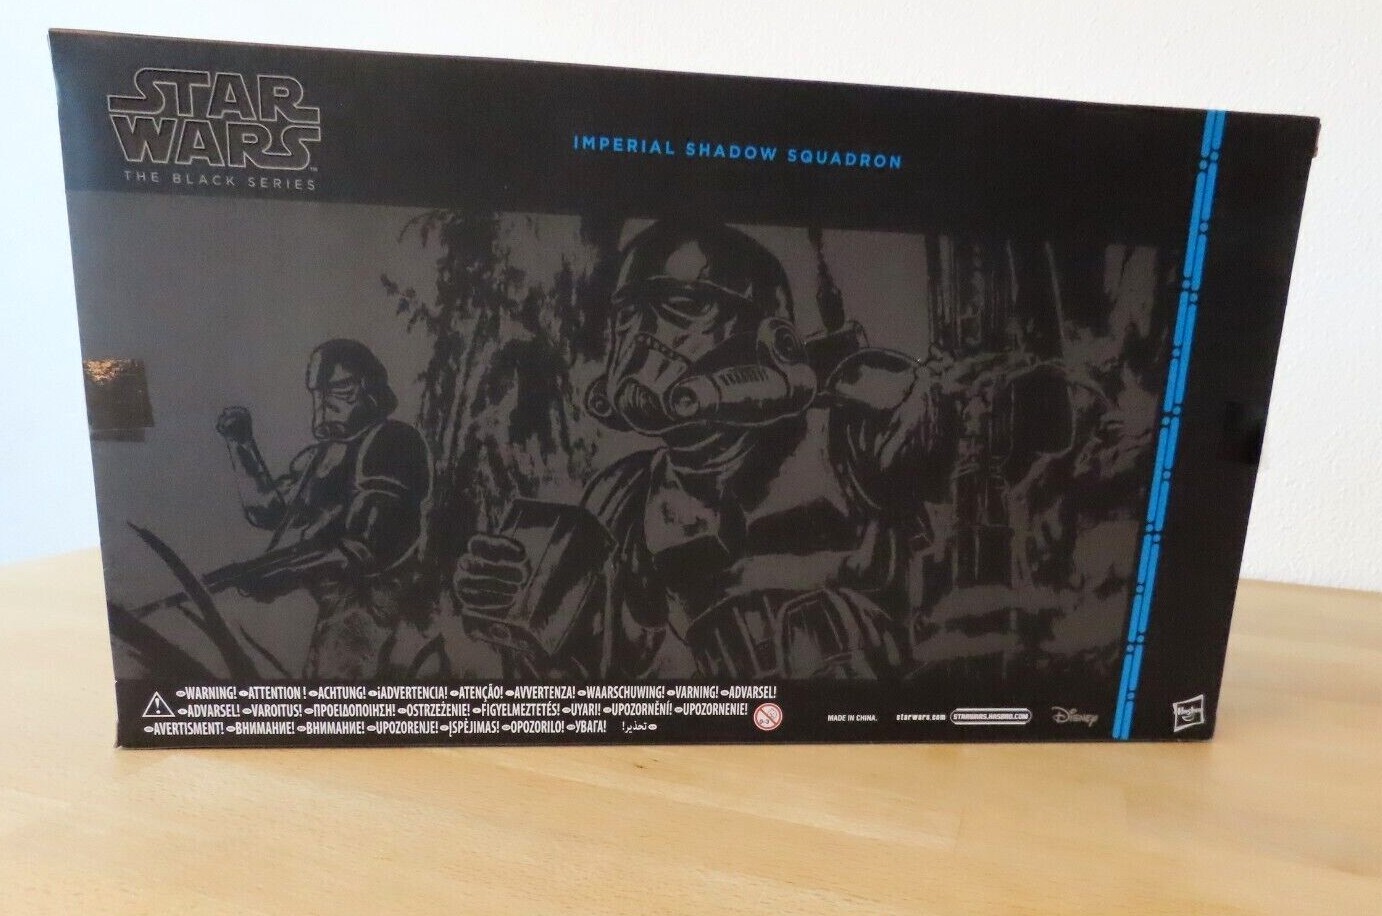 STAR
WARS
THE BLACK SERIES
IMPERIAL SHADOW SQUADRON
WARNING! ATTENTION ! ACHTUNG! ¡ADVERTENCIA! ATENÇÃO! AVVERTENZA! WAARSCHUWING! VARNING! ADVARSEL!
ADVARSEL! VAROITUS! ΠΡΟΕΙΔΟΠΟΙΗΣΗ! OSTRZEŻENIE! FIGYELMEZTETÉS! UYARI! UPOZORNĚNÍ! UPOZORNENIE!
AVERTISMENT! ВНИМАНИЕ! ВНИМАНИЕ! UPOZORENJE! ĮSPĖJIMAS! OPOZORILO! УВАГА! تحذير!
0-3
MADE IN CHINA.
starwars.com
STARWARS.HASBRO.COM
Disney
Hasbro